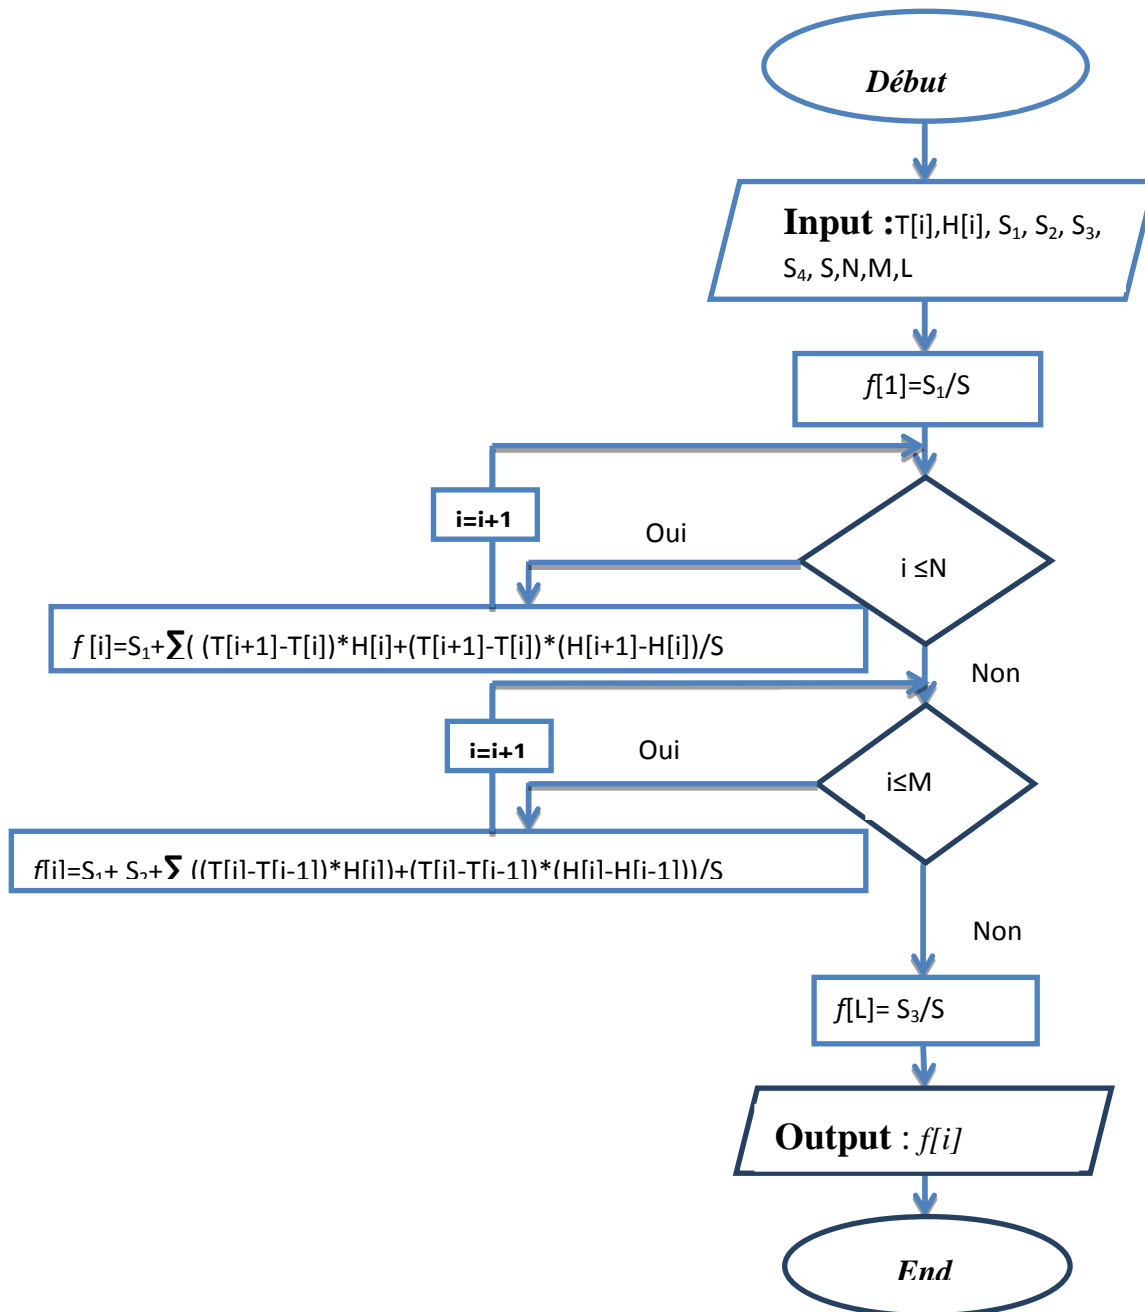 Début
Input :T[i],H[i], S₁, S₂, S₃,
S₄, S,N,M,L
f[1]=S₁/S
i=i+1
Oui
i ≤N
f [i]=S₁+∑( (T[i+1]-T[i])*H[i]+(T[i+1]-T[i])*(H[i+1]-H[i])/S
Non
i=i+1
Oui
i≤M
f[i]=S₁+ S₂+∑ ((T[i]-T[i-1])*H[i])+(T[i]-T[i-1])*(H[i]-H[i-1]))/S
Non
f[L]= S₃/S
Output : f[i]
End